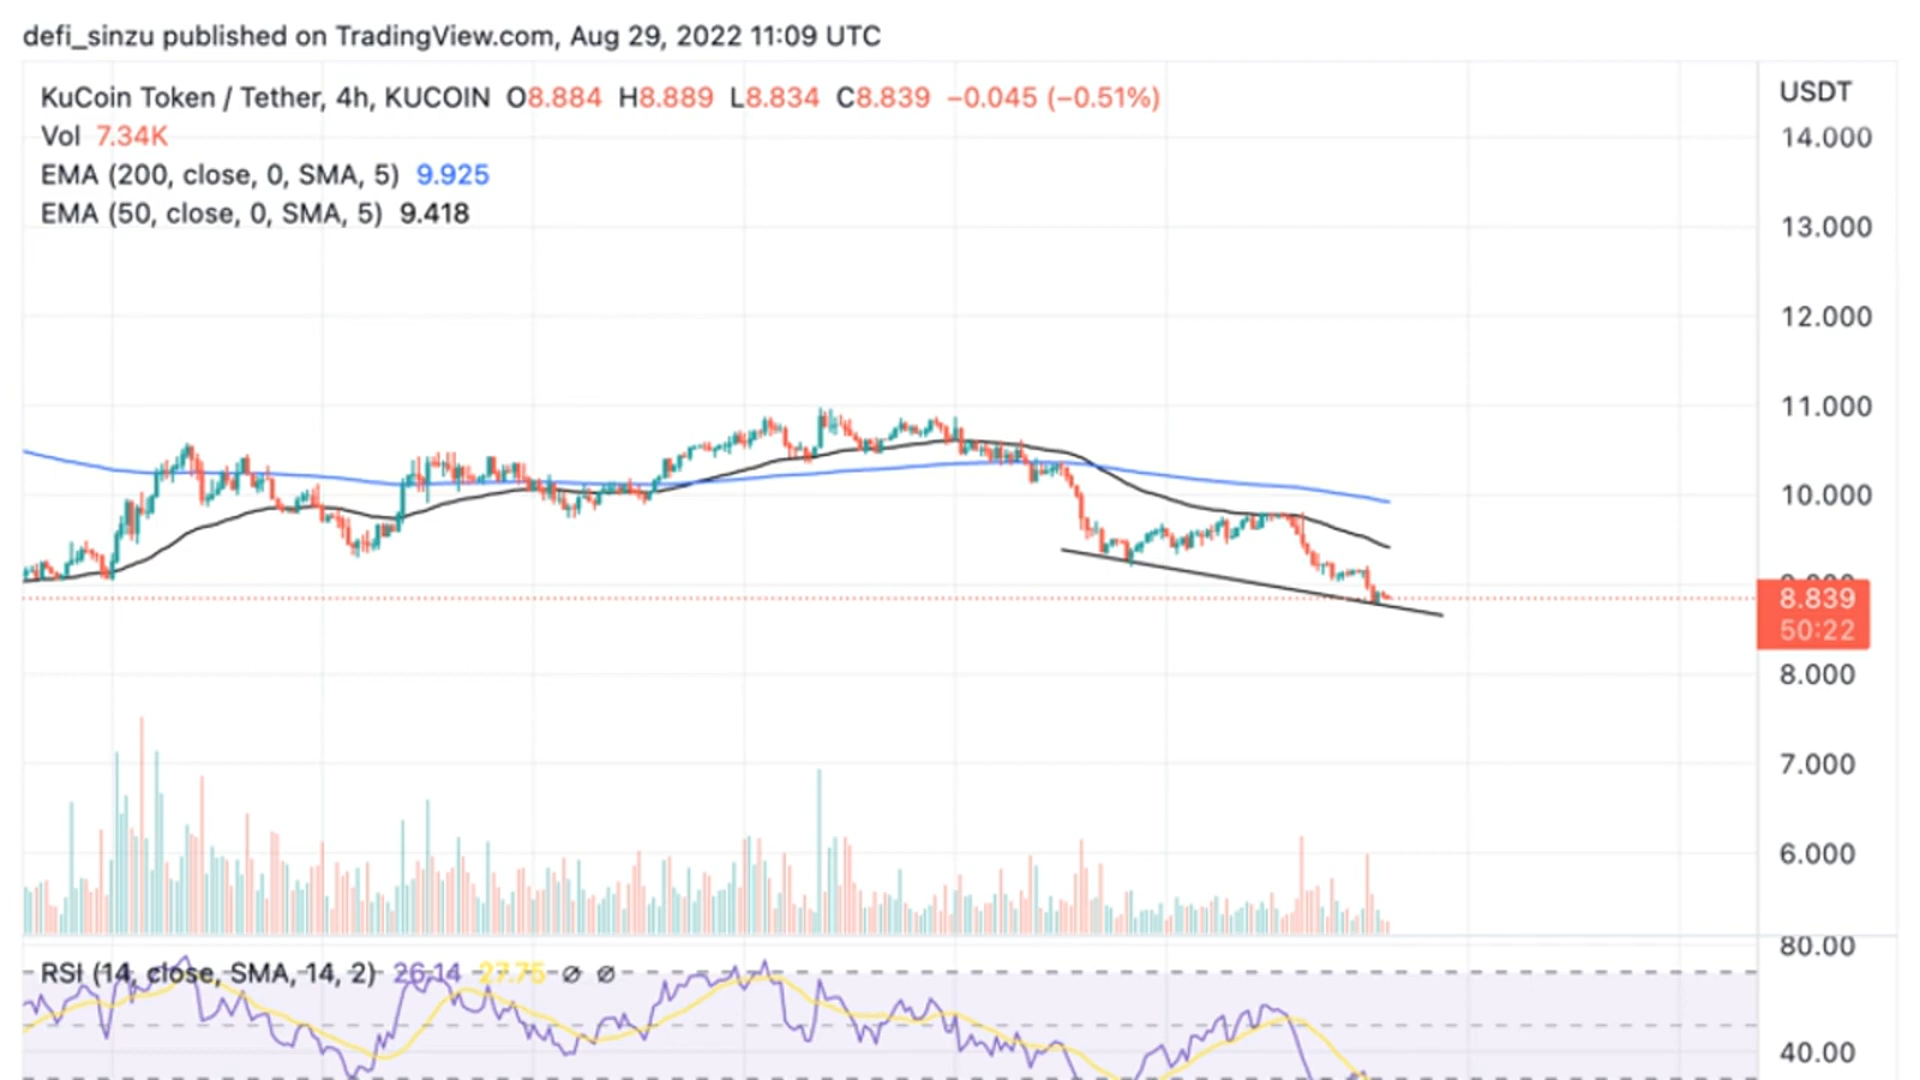 defi_sinzu published on TradingView.com, Aug 29, 2022 11:09 UTC
KuCoin Token / Tether, 4h, KUCOIN O8.884 H8.889 L8.834 C8.839 −0.045 (−0.51%)
Vol 7.34K
EMA (200, close, 0, SMA, 5) 9.925
EMA (50, close, 0, SMA, 5) 9.418
USDT
14.000
13.000
12.000
11.000
10.000
9.000
8.839
50:22
8.000
7.000
6.000
80.00
RSI (14, close, SMA, 14, 2) 26.14 27.75 ∅ ∅
40.00